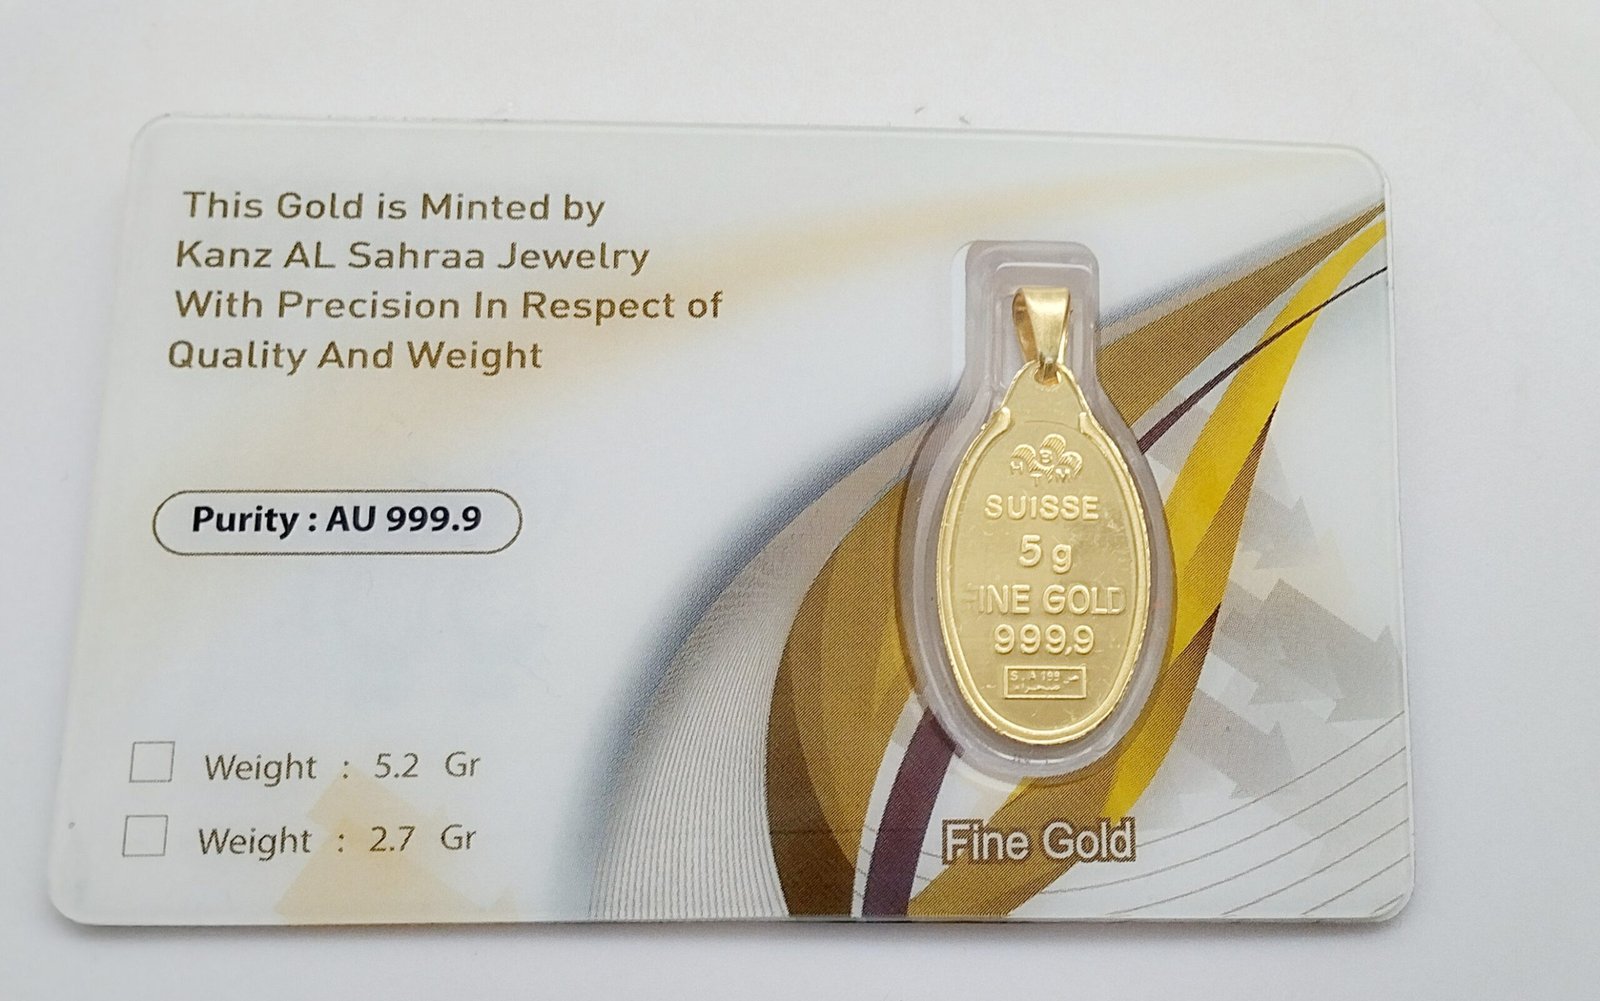 This Gold is Minted by
Kanz AL Sahraa Jewelry
With Precision In Respect of
Quality And Weight
Purity : AU 999.9
Weight : 5.2 Gr
Weight : 2.7 Gr
H B M
T
SUISSE
5 g
FINE GOLD
999,9
S.A 199
Fine Gold